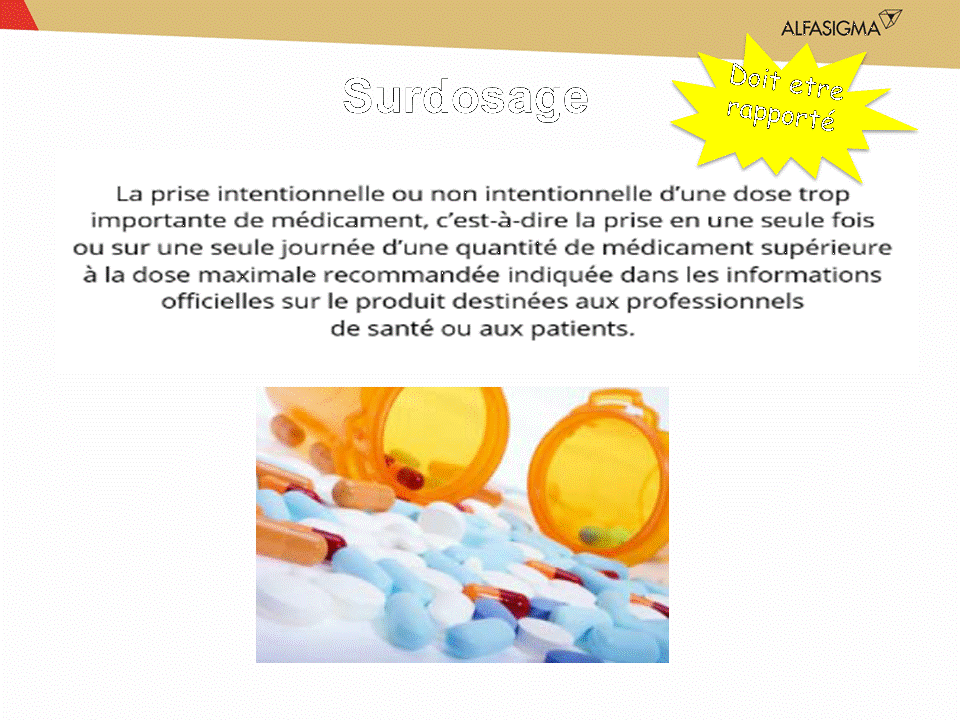 ALFASIGMA
Doit etre
rapporté
Surdosage
La prise intentionnelle ou non intentionnelle d’une dose trop
importante de médicament, c’est-à-dire la prise en une seule fois
ou sur une seule journée d’une quantité de médicament supérieure
à la dose maximale recommandée indiquée dans les informations
officielles sur le produit destinées aux professionnels
de santé ou aux patients.